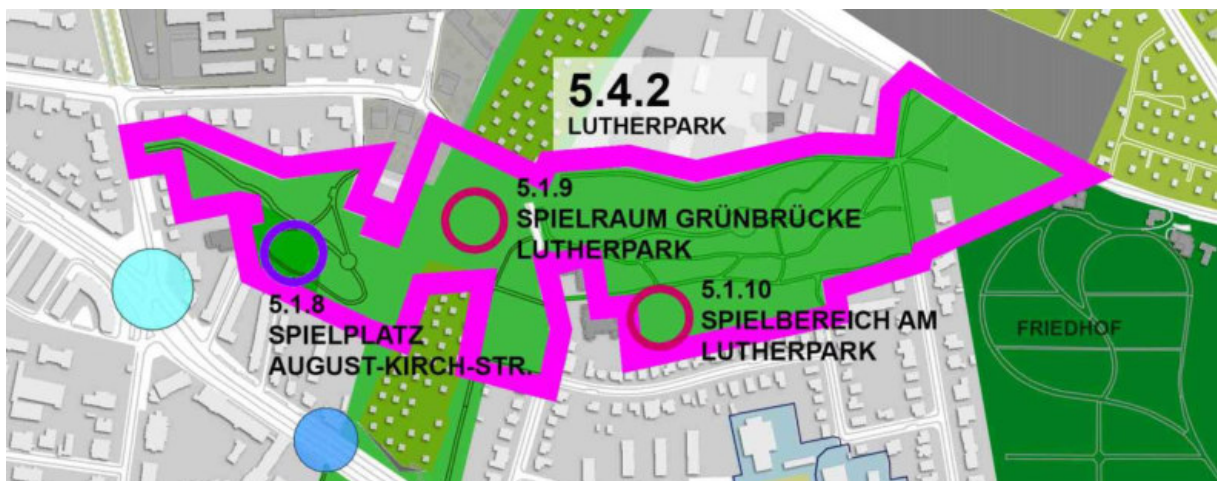 5.4.2
LUTHERPARK
5.1.9
SPIELRAUM GRÜNBRÜCKE
LUTHERPARK
5.1.8
SPIELPLATZ
AUGUST-KIRCH-STR.
5.1.10
SPIELBEREICH AM
LUTHERPARK
FRIEDHOF